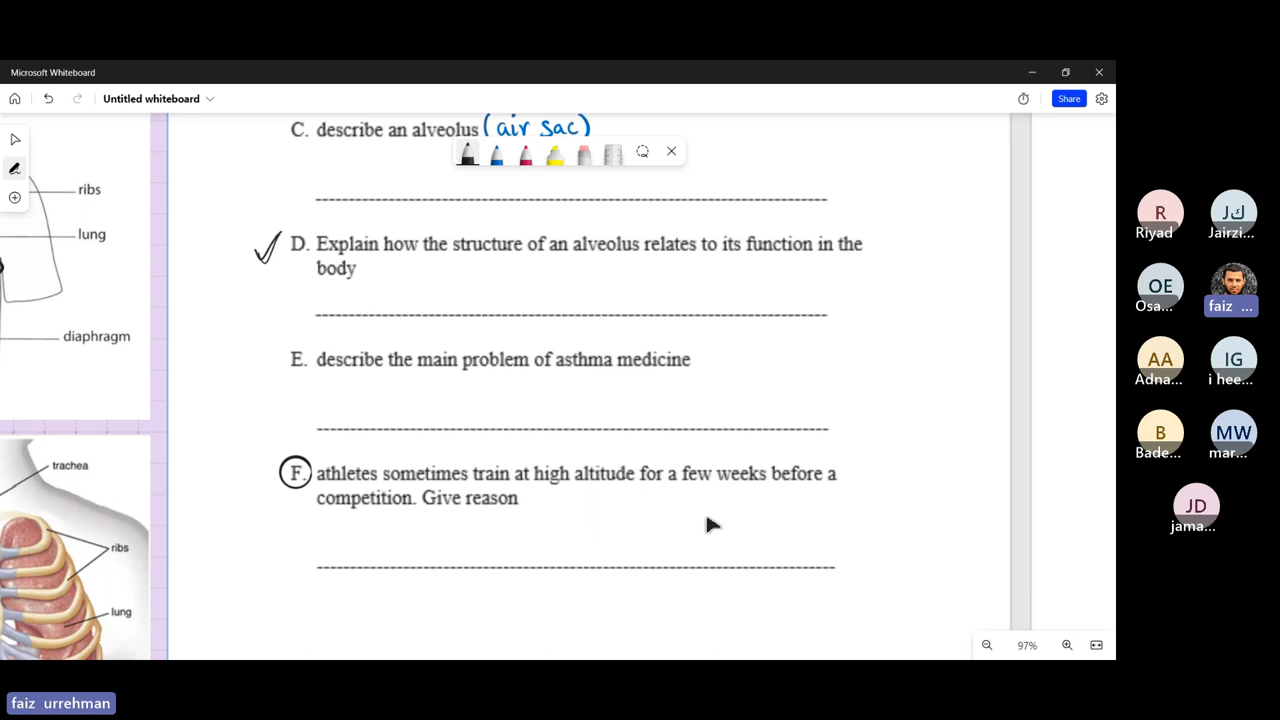 Microsoft Whiteboard
Untitled whiteboard
Share
ribs
lung
diaphragm
trachea
ribs
lung
C. describe an alveolus (air sac)
D. Explain how the structure of an alveolus relates to its function in the
body
E. describe the main problem of asthma medicine
F. athletes sometimes train at high altitude for a few weeks before a
competition. Give reason
97%
R
Riyad
Jك
Jairzi...
OE
Osa...
faiz ...
AA
Adna...
IG
i hee...
B
Bade...
MW
mar...
JD
jama...
faiz urrehman